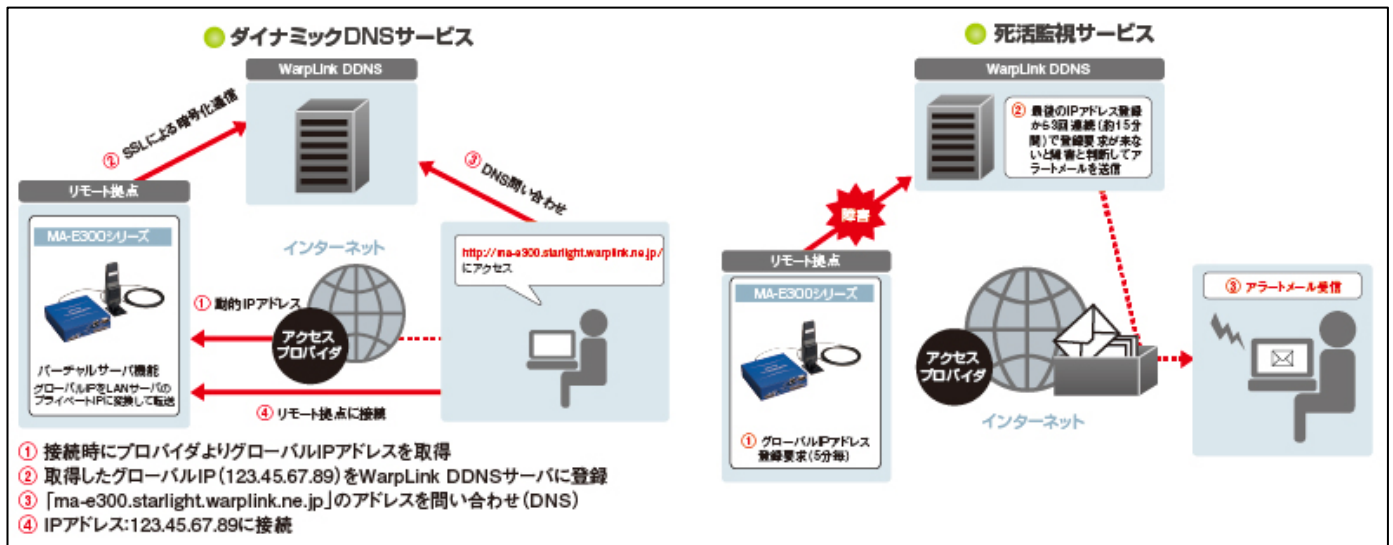 ダイナミックDNSサービス
WarpLink DDNS
② SSLによる暗号化通信
③ DNS問い合わせ
リモート拠点
MA-E300シリーズ
バーチャルサーバ機能
グローバルIPをLANサーバの
プライベートIPに変換して転送
インターネット
① 動的IPアドレス
アクセス
プロバイダ
http://ma-e300.starlight.warplink.ne.jp/
にアクセス
④ リモート拠点に接続
① 接続時にプロバイダよりグローバルIPアドレスを取得
② 取得したグローバルIP(123.45.67.89)をWarpLink DDNSサーバに登録
③ 「ma-e300.starlight.warplink.ne.jp」のアドレスを問い合わせ(DNS)
④ IPアドレス:123.45.67.89に接続
死活監視サービス
WarpLink DDNS
② 最後のIPアドレス登録
から3回連続(約15分
間)で登録要求が来な
いと障害と判断してア
ラートメールを送信
障害
リモート拠点
MA-E300シリーズ
① グローバルIPアドレス
登録要求(5分毎)
アクセス
プロバイダ
インターネット
③ アラートメール受信